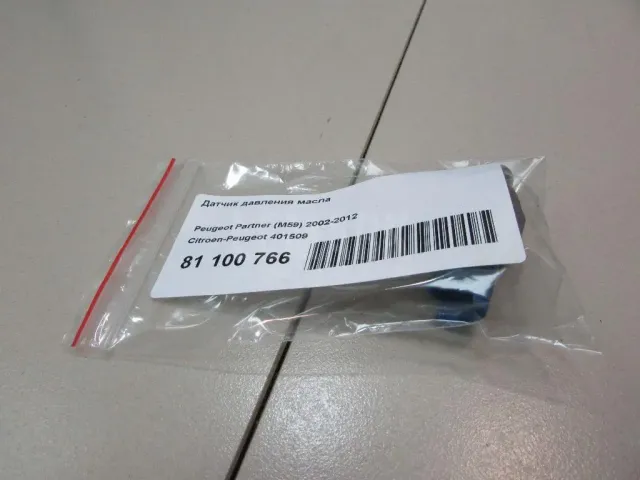 Датчик давления масла
Peugeot Partner (M59) 2002-2012
Citroen-Peugeot 401509
81 100 766